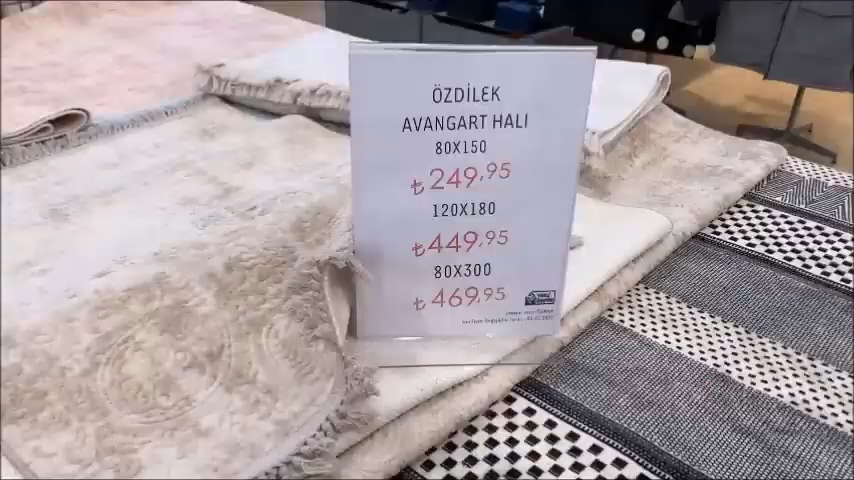 ÖZDİLEK
AVANGART HALI
80X150
₺249,95
120X180
₺449,95
80X300
₺469,95